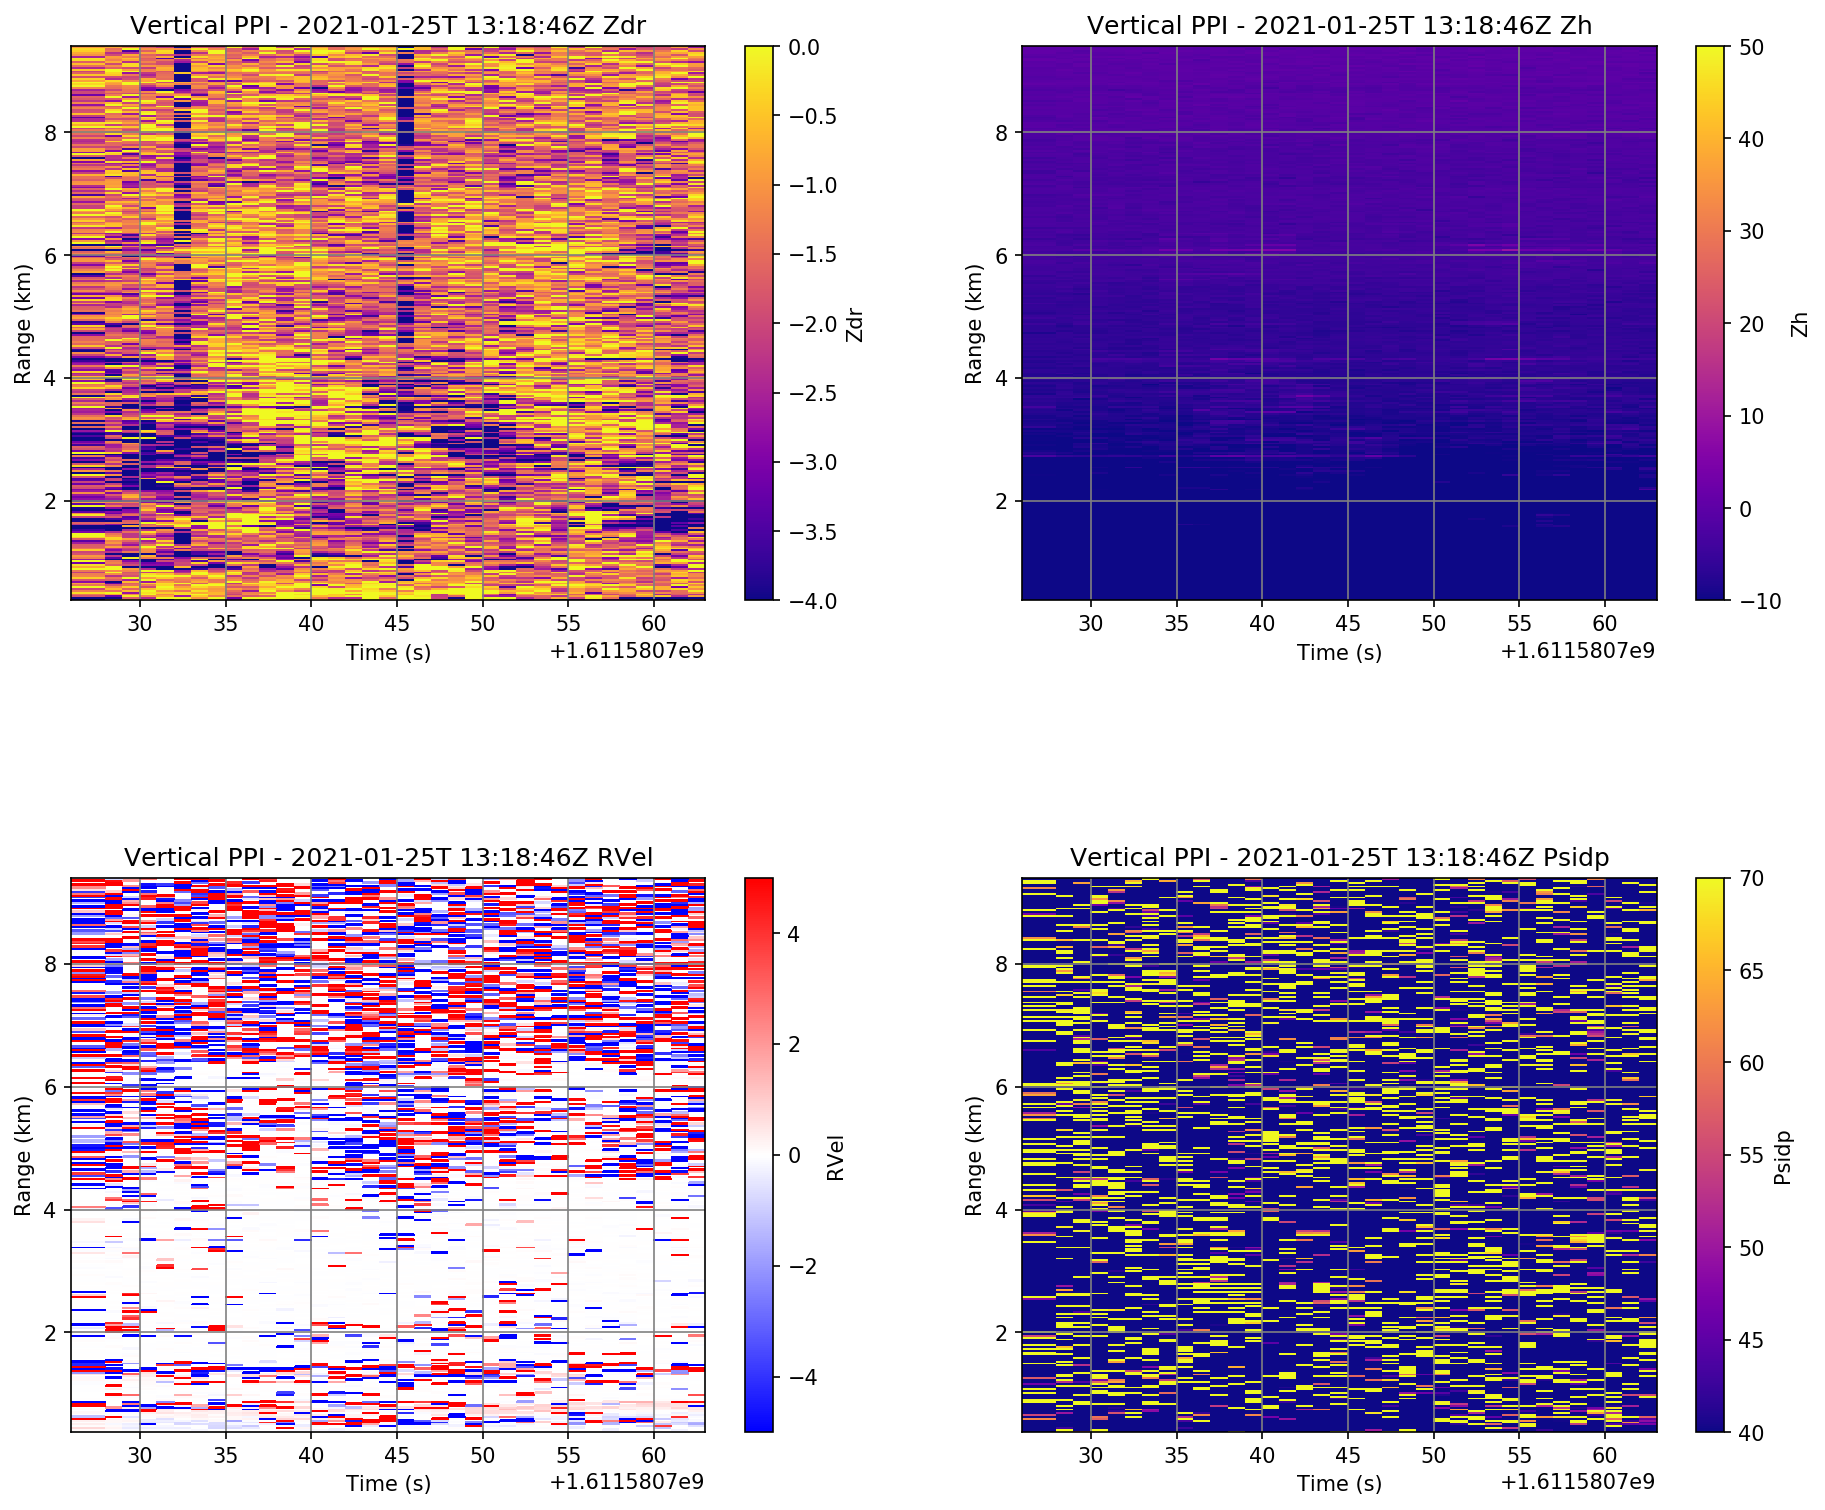 Vertical PPI - 2021-01-25T 13:18:46Z Zdr
Range (km)
8
6
4
2
30 35 40 45 50 55 60
Time (s)
+1.6115807e9
0.0
−0.5
−1.0
−1.5
−2.0
−2.5
−3.0
−3.5
−4.0
Zdr
Vertical PPI - 2021-01-25T 13:18:46Z Zh
Range (km)
8
6
4
2
30 35 40 45 50 55 60
Time (s)
+1.6115807e9
50
40
30
20
10
0
−10
Zh
Vertical PPI - 2021-01-25T 13:18:46Z RVel
Range (km)
8
6
4
2
30 35 40 45 50 55 60
Time (s)
+1.6115807e9
4
2
0
−2
−4
RVel
Vertical PPI - 2021-01-25T 13:18:46Z Psidp
Range (km)
8
6
4
2
30 35 40 45 50 55 60
Time (s)
+1.6115807e9
70
65
60
55
50
45
40
Psidp